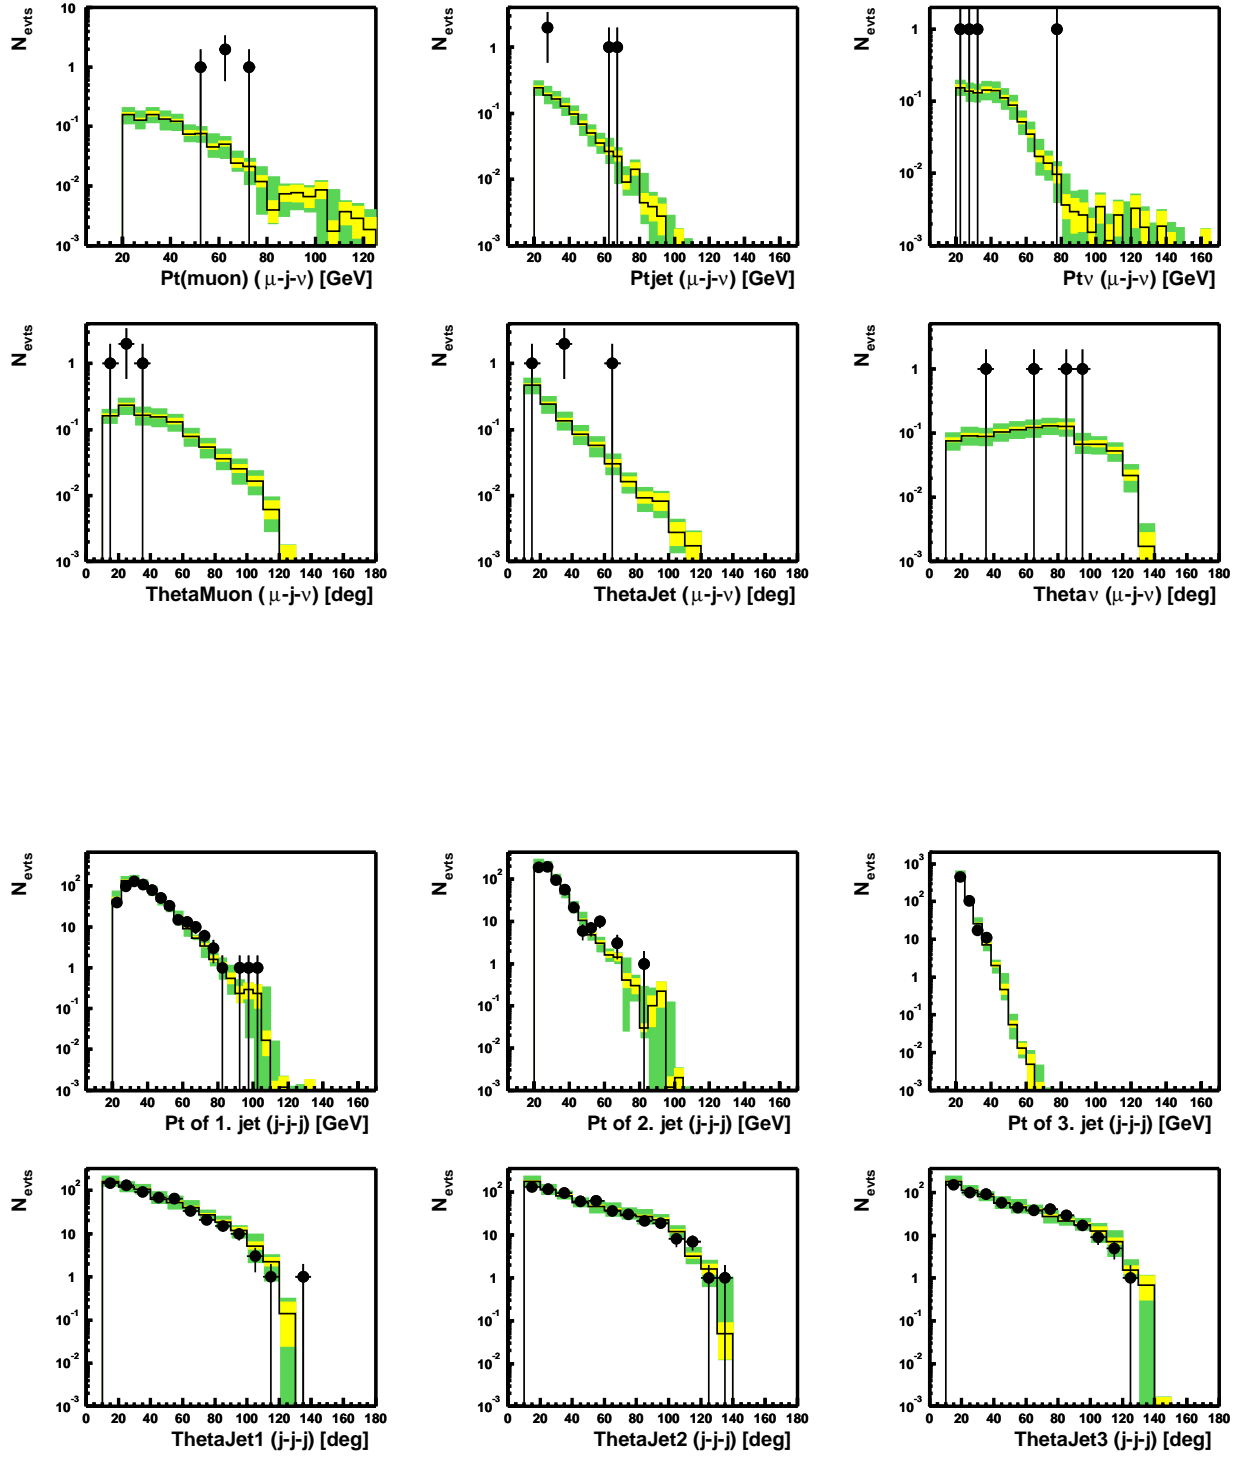 N_evts N_evts N_evts
10
1 1 1
10^-1 10^-1 10^-1
10^-2 10^-2 10^-2
10^-3 10^-3 10^-3
20 40 60 80 100 120 20 40 60 80 100 120 140 160 20 40 60 80 100 120 140 160
Pt(muon) (μ-j-ν) [GeV] Ptjet (μ-j-ν) [GeV] Ptν (μ-j-ν) [GeV]
N_evts N_evts N_evts
1 1 1
10^-1 10^-1 10^-1
10^-2 10^-2 10^-2
10^-3 10^-3 10^-3
0 20 40 60 80 100 120 140 160 180 0 20 40 60 80 100 120 140 160 180 0 20 40 60 80 100 120 140 160 180
ThetaMuon (μ-j-ν) [deg] ThetaJet (μ-j-ν) [deg] Thetaν (μ-j-ν) [deg]
N_evts N_evts N_evts
10^3
10^2 10^2 10^2
10 10 10
1 1 1
10^-1 10^-1 10^-1
10^-2 10^-2 10^-2
10^-3 10^-3 10^-3
20 40 60 80 100 120 140 160 20 40 60 80 100 120 140 160 20 40 60 80 100 120 140 160
Pt of 1. jet (j-j-j) [GeV] Pt of 2. jet (j-j-j) [GeV] Pt of 3. jet (j-j-j) [GeV]
N_evts N_evts N_evts
10^2 10^2 10^2
10 10 10
1 1 1
10^-1 10^-1 10^-1
10^-2 10^-2 10^-2
10^-3 10^-3 10^-3
0 20 40 60 80 100 120 140 160 180 0 20 40 60 80 100 120 140 160 180 0 20 40 60 80 100 120 140 160 180
ThetaJet1 (j-j-j) [deg] ThetaJet2 (j-j-j) [deg] ThetaJet3 (j-j-j) [deg]